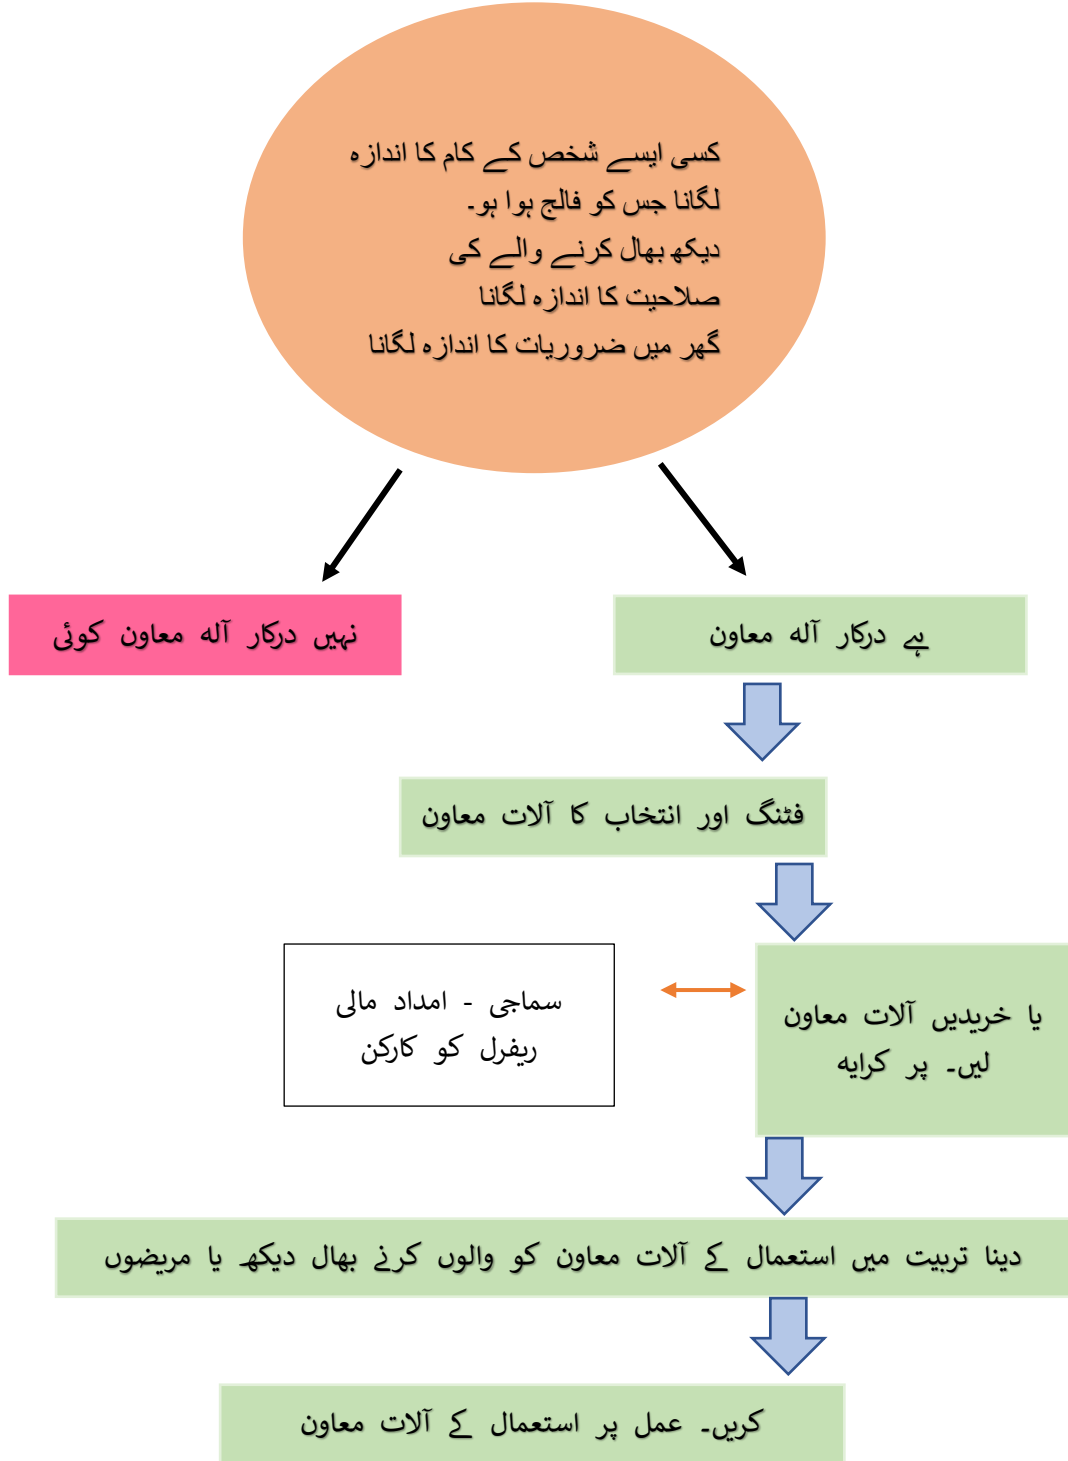 کسی ایسے شخص کے کام کا اندازہ
لگانا جس کو فالج ہوا ہو۔
دیکھ بھال کرنے والے کی
صلاحیت کا اندازہ لگانا
گھر میں ضروریات کا اندازہ لگانا
ہے درکار آلہ معاون
نہیں درکار آلہ معاون کوئی
فٹنگ اور انتخاب کا آلات معاون
یا خریدیں آلات معاون
لیں۔ پر کرایہ
سماجی - امداد مالی
ریفرل کو کارکن
دینا تربیت میں استعمال کے آلات معاون کو والوں کرنے بھال دیکھ یا مریضوں
کریں۔ عمل پر استعمال کے آلات معاون